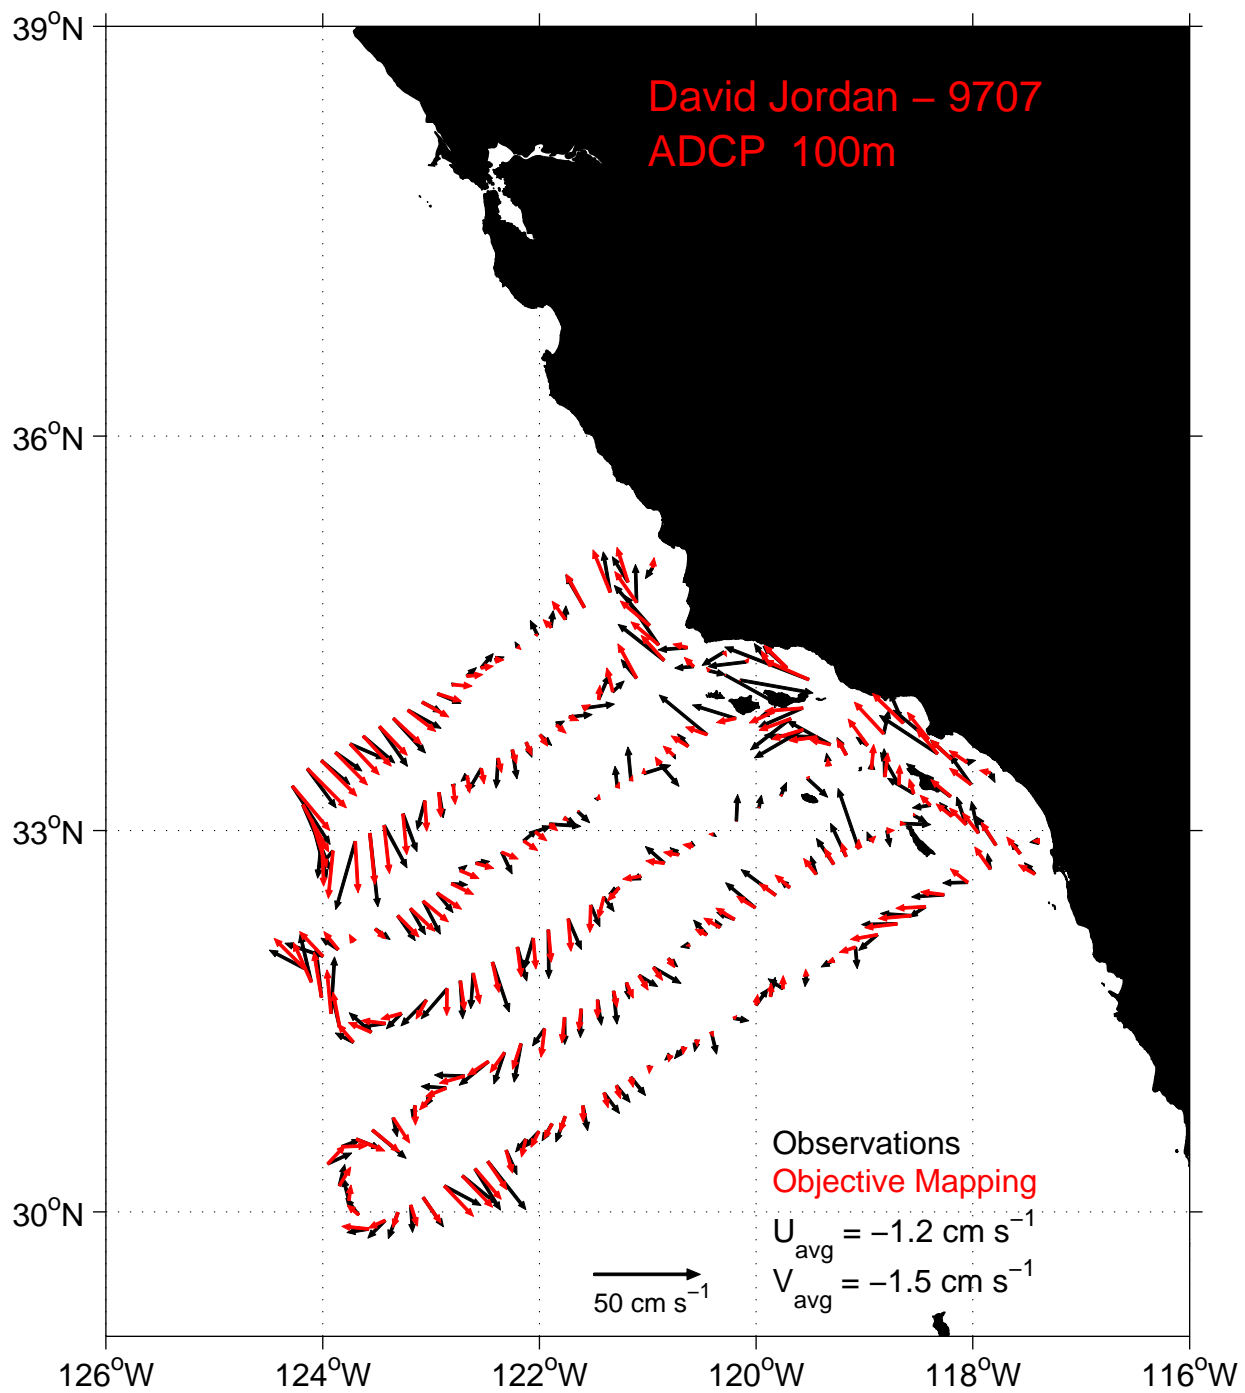 39°N
David Jordan – 9707
ADCP 100m
36°N
33°N
30°N
Observations
Objective Mapping
U_avg = −1.2 cm s⁻¹
V_avg = −1.5 cm s⁻¹
50 cm s⁻¹
126°W 124°W 122°W 120°W 118°W 116°W